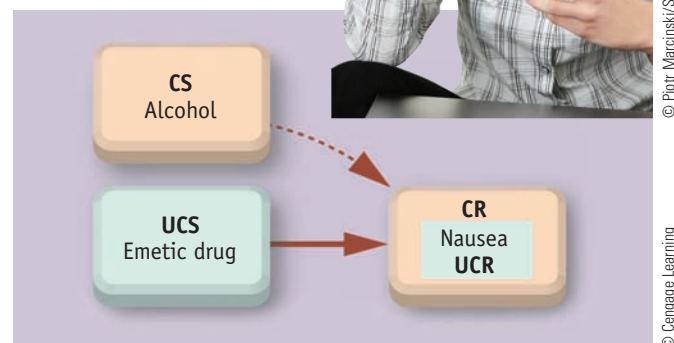 CS
Alcohol
UCS
Emetic drug
CR
Nausea
UCR
© Piotr Marcinski/S
© Cengage Learning